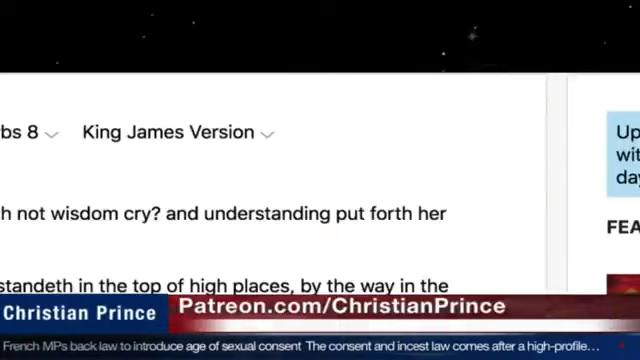 bs 8 King James Version
h not wisdom cry? and understanding put forth her
standeth in the top of high places, by the way in the
Up
wit
day
FEA
Christian Prince
Patreon.com/ChristianPrince
French MPs back law to introduce age of sexual consent The consent and incest law comes after a high-profile...